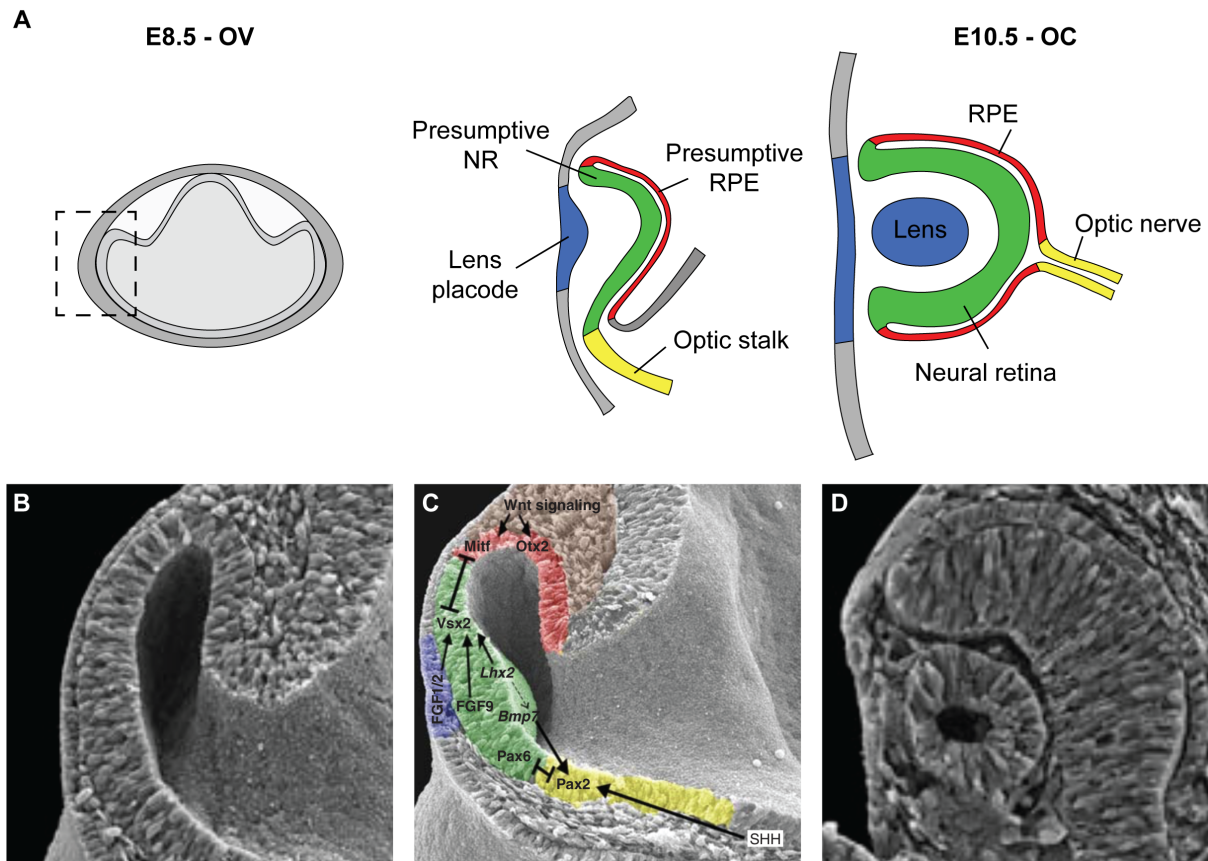 A
E8.5 - OV
E10.5 - OC
Presumptive
NR
Presumptive
RPE
Lens
placode
Optic stalk
RPE
Lens
Optic nerve
Neural retina
B
C
Wnt signaling
Mitf
Otx2
Vsx2
Lhx2
FGF1/2
FGF9
Bmp7
Pax6
Pax2
SHH
D